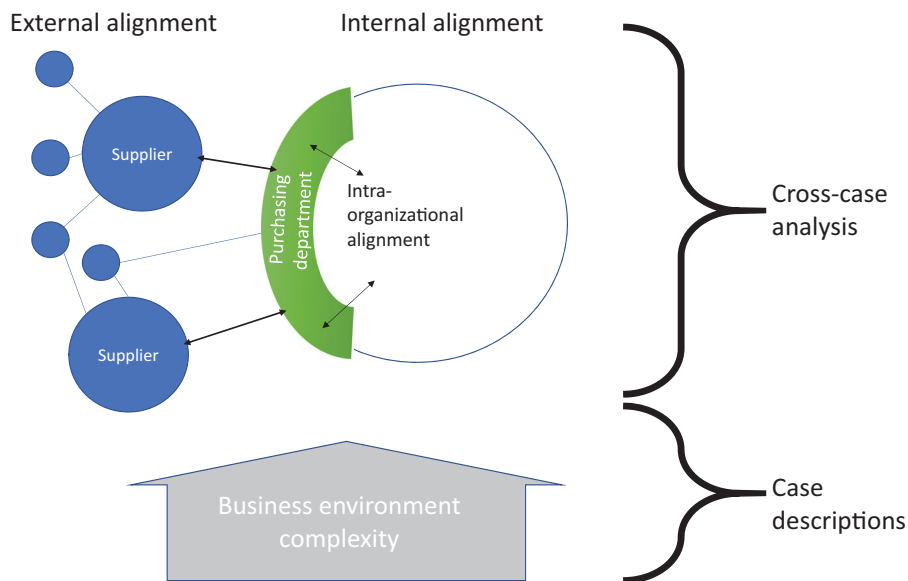 External alignment
Internal alignment
Supplier
Purchasing
department
Intra-
organizational
alignment
Supplier
Cross-case
analysis
Business environment
complexity
Case
descriptions